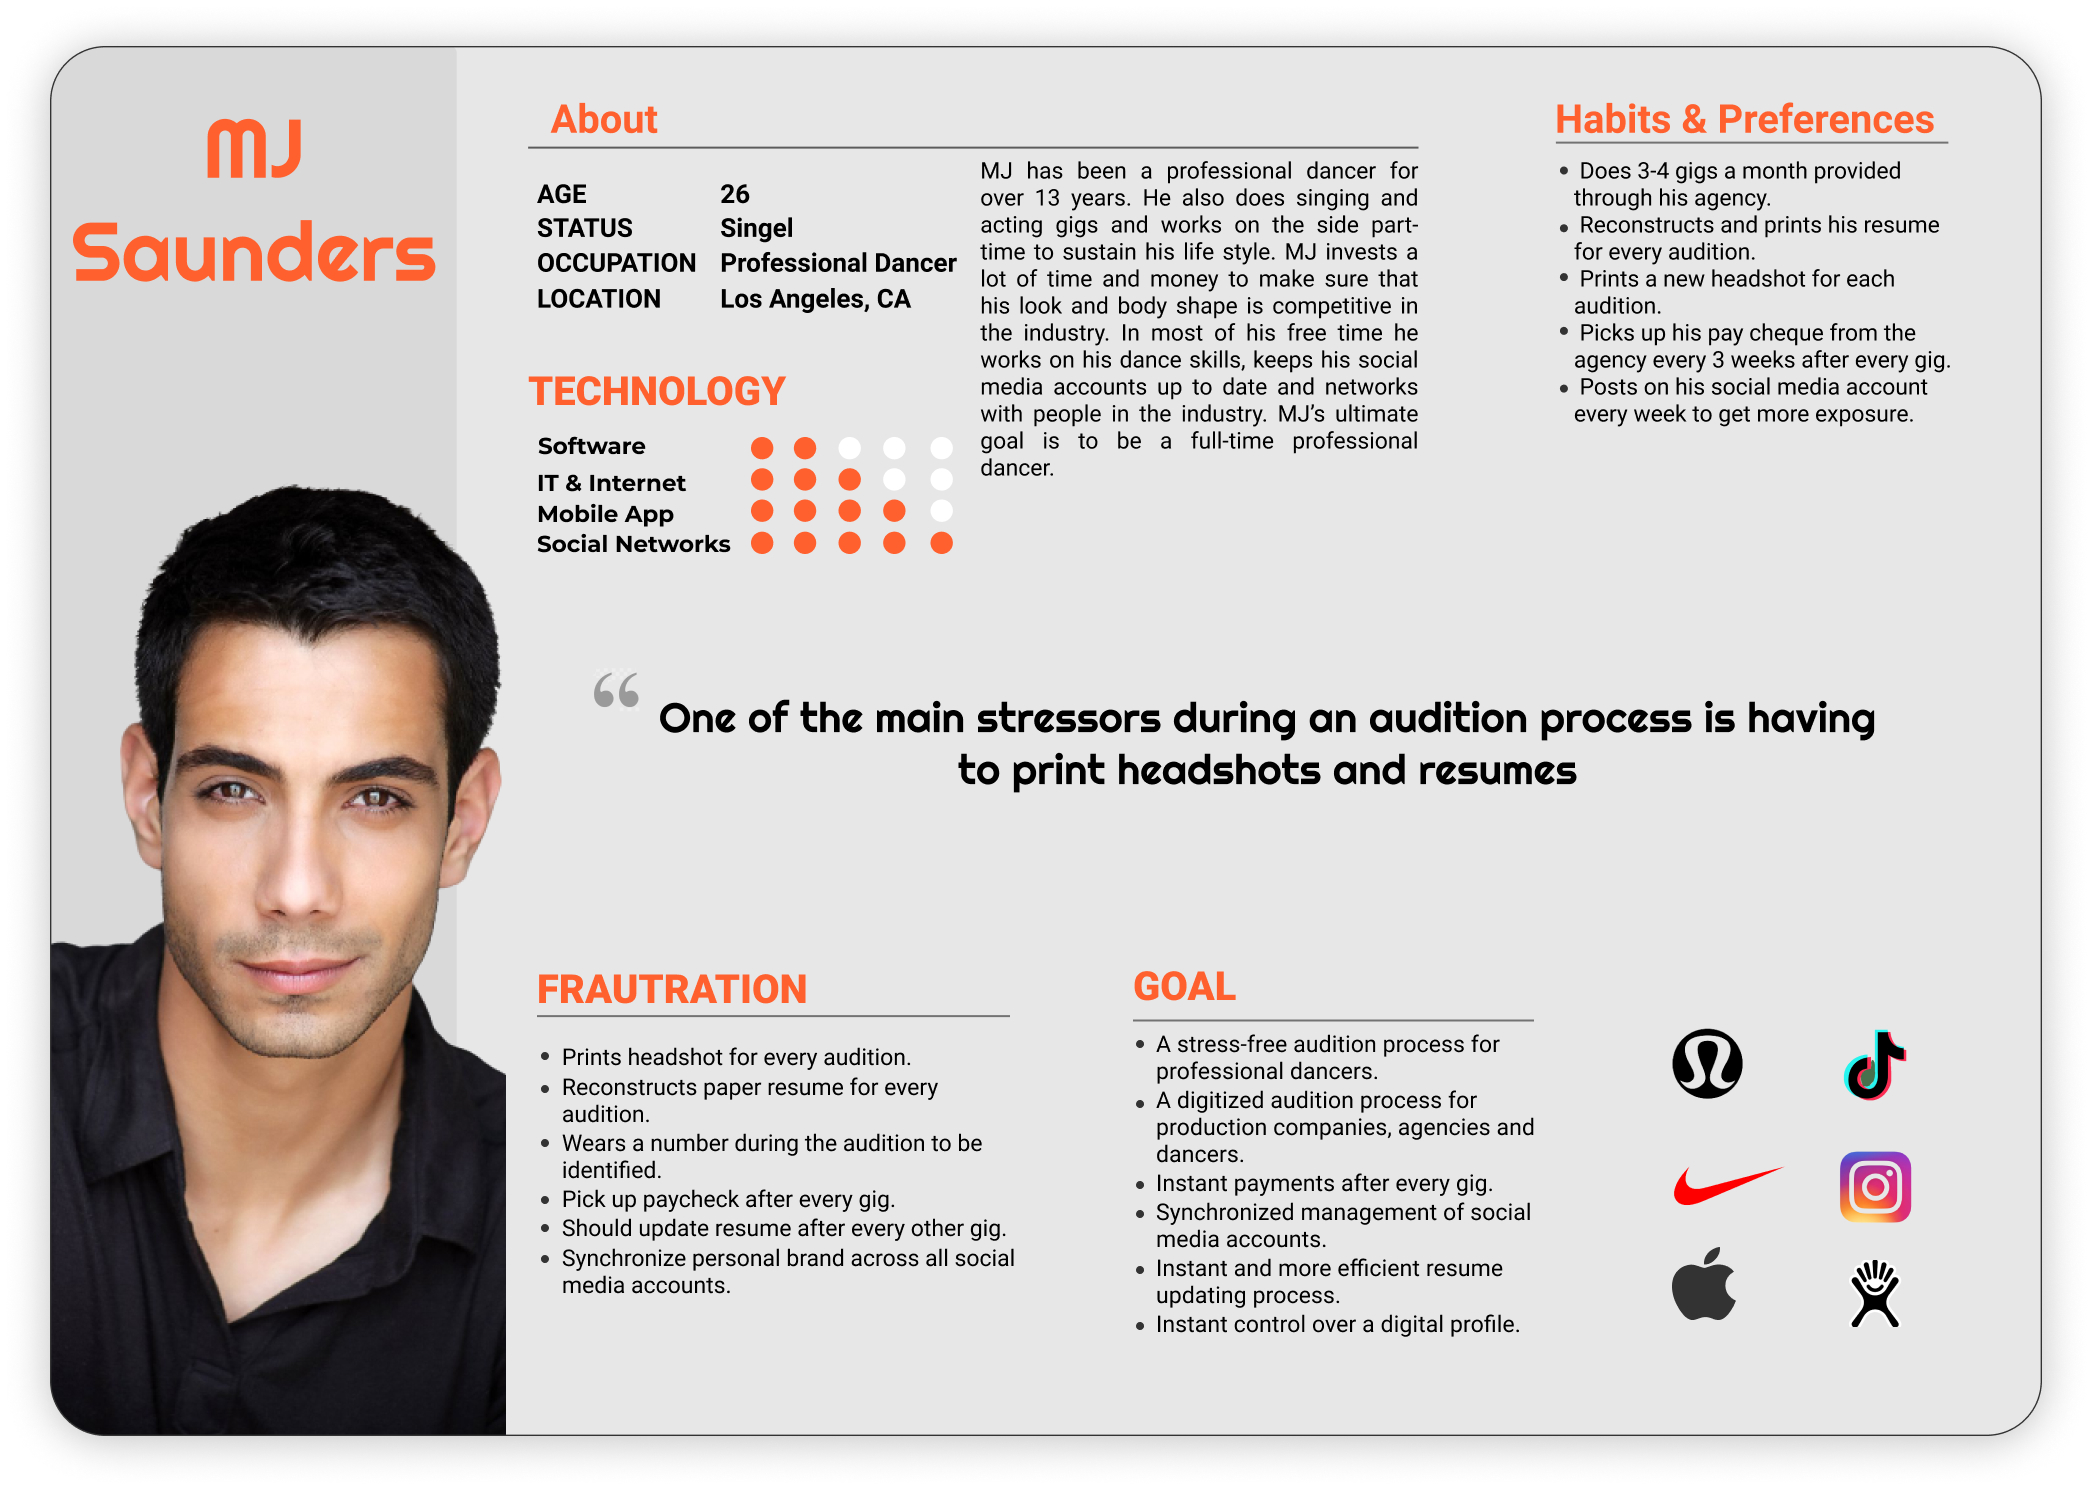 MJ
Saunders
About
AGE 26
STATUS Singel
OCCUPATION Professional Dancer
LOCATION Los Angeles, CA
MJ has been a professional dancer for
over 13 years. He also does singing and
acting gigs and works on the side part-
time to sustain his life style. MJ invests a
lot of time and money to make sure that
his look and body shape is competitive in
the industry. In most of his free time he
works on his dance skills, keeps his social
media accounts up to date and networks
with people in the industry. MJ’s ultimate
goal is to be a full-time professional
dancer.
TECHNOLOGY
Software
IT & Internet
Mobile App
Social Networks
Habits & Preferences
• Does 3-4 gigs a month provided
through his agency.
• Reconstructs and prints his resume
for every audition.
• Prints a new headshot for each
audition.
• Picks up his pay cheque from the
agency every 3 weeks after every gig.
• Posts on his social media account
every week to get more exposure.
“ One of the main stressors during an audition process is having
to print headshots and resumes
FRAUTRATION
• Prints headshot for every audition.
• Reconstructs paper resume for every
audition.
• Wears a number during the audition to be
identified.
• Pick up paycheck after every gig.
• Should update resume after every other gig.
• Synchronize personal brand across all social
media accounts.
GOAL
• A stress-free audition process for
professional dancers.
• A digitized audition process for
production companies, agencies and
dancers.
• Instant payments after every gig.
• Synchronized management of social
media accounts.
• Instant and more efficient resume
updating process.
• Instant control over a digital profile.